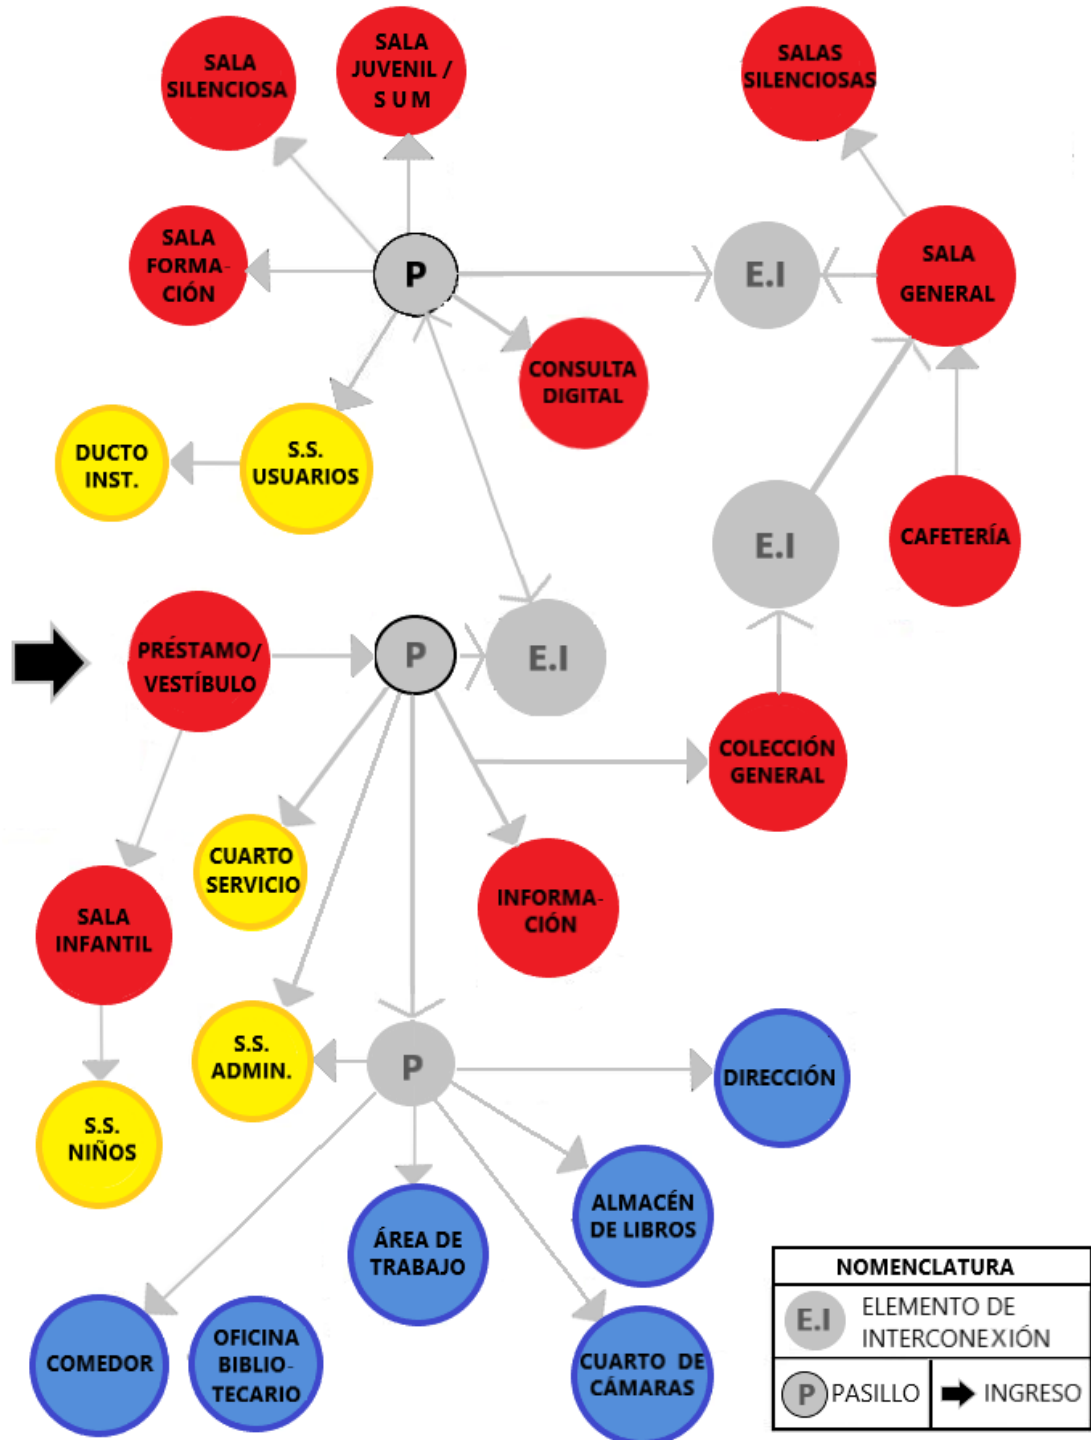 SALA
SILENCIOSA
SALA
JUVENIL /
S U M
SALAS
SILENCIOSAS
SALA
FORMA-
CIÓN
P
E.I
SALA
GENERAL
CONSULTA
DIGITAL
DUCTO
INST.
S.S.
USUARIOS
E.I
CAFETERÍA
PRÉSTAMO/
VESTÍBULO
P
E.I
COLECCIÓN
GENERAL
CUARTO
SERVICIO
INFORMA-
CIÓN
SALA
INFANTIL
S.S.
ADMIN.
P
DIRECCIÓN
S.S.
NIÑOS
ALMACÉN
DE LIBROS
ÁREA DE
TRABAJO
COMEDOR
OFICINA
BIBLIO-
TECARIO
CUARTO DE
CÁMARAS
NOMENCLATURA
E.I ELEMENTO DE
INTERCONEXIÓN
P PASILLO
INGRESO